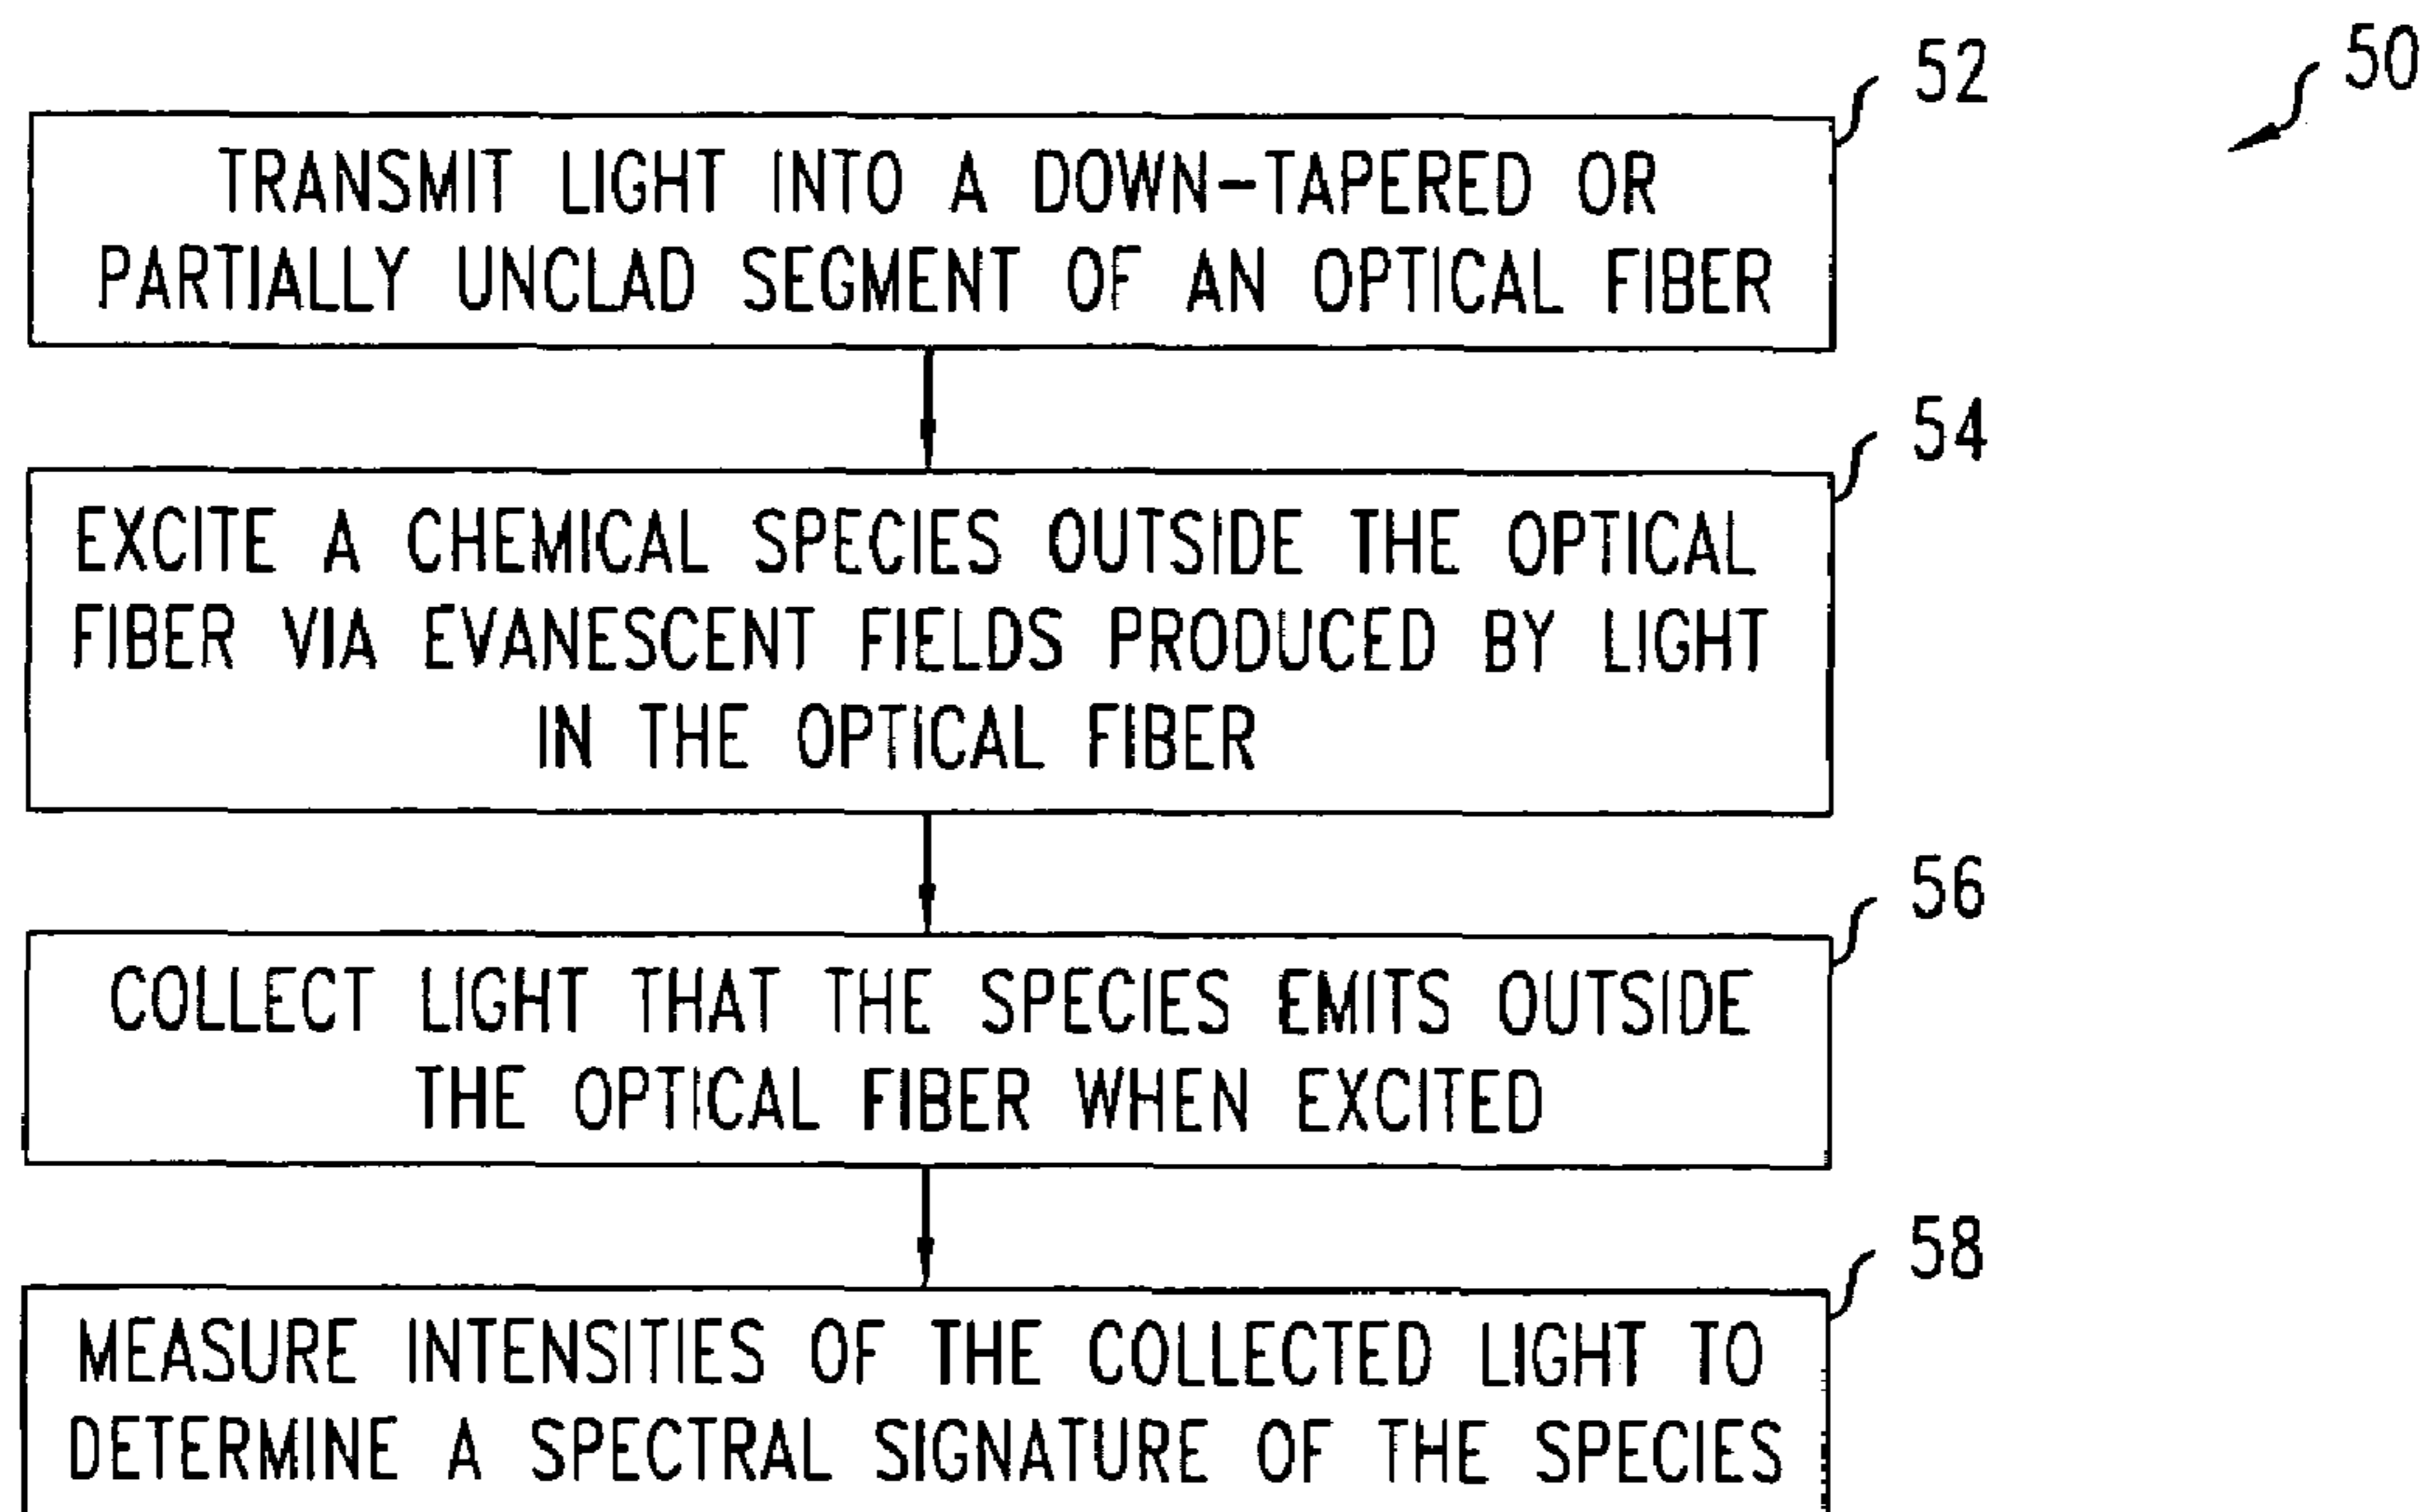 50
52
TRANSMIT LIGHT INTO A DOWN-TAPERED OR
PARTIALLY UNCLAD SEGMENT OF AN OPTICAL FIBER
54
EXCITE A CHEMICAL SPECIES OUTSIDE THE OPTICAL
FIBER VIA EVANESCENT FIELDS PRODUCED BY LIGHT
IN THE OPTICAL FIBER
56
COLLECT LIGHT THAT THE SPECIES EMITS OUTSIDE
THE OPTICAL FIBER WHEN EXCITED
58
MEASURE INTENSITIES OF THE COLLECTED LIGHT TO
DETERMINE A SPECTRAL SIGNATURE OF THE SPECIES